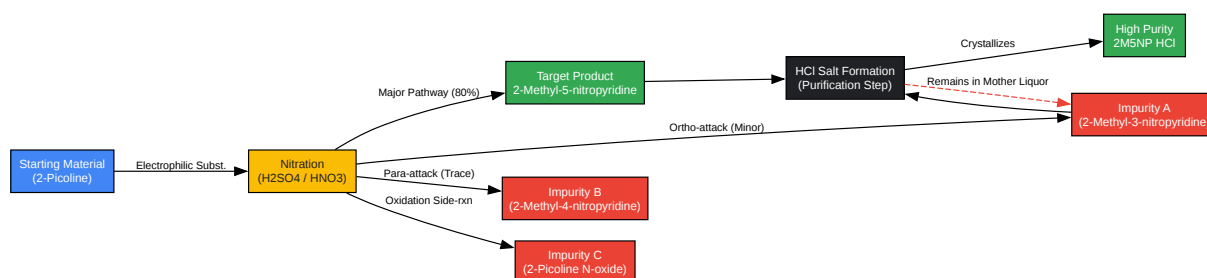 Starting Material
(2-Picoline)
Electrophilic Subst.
Nitration
(H2SO4 / HNO3)
Major Pathway (80%)
Target Product
2-Methyl-5-nitropyridine
HCl Salt Formation
(Purification Step)
Crystallizes
High Purity
2M5NP HCl
Remains in Mother Liquor
Impurity A
(2-Methyl-3-nitropyridine
Ortho-attack (Minor)
Para-attack (Trace)
Impurity B
(2-Methyl-4-nitropyridine)
Oxidation Side-rxn
Impurity C
(2-Picoline N-oxide)